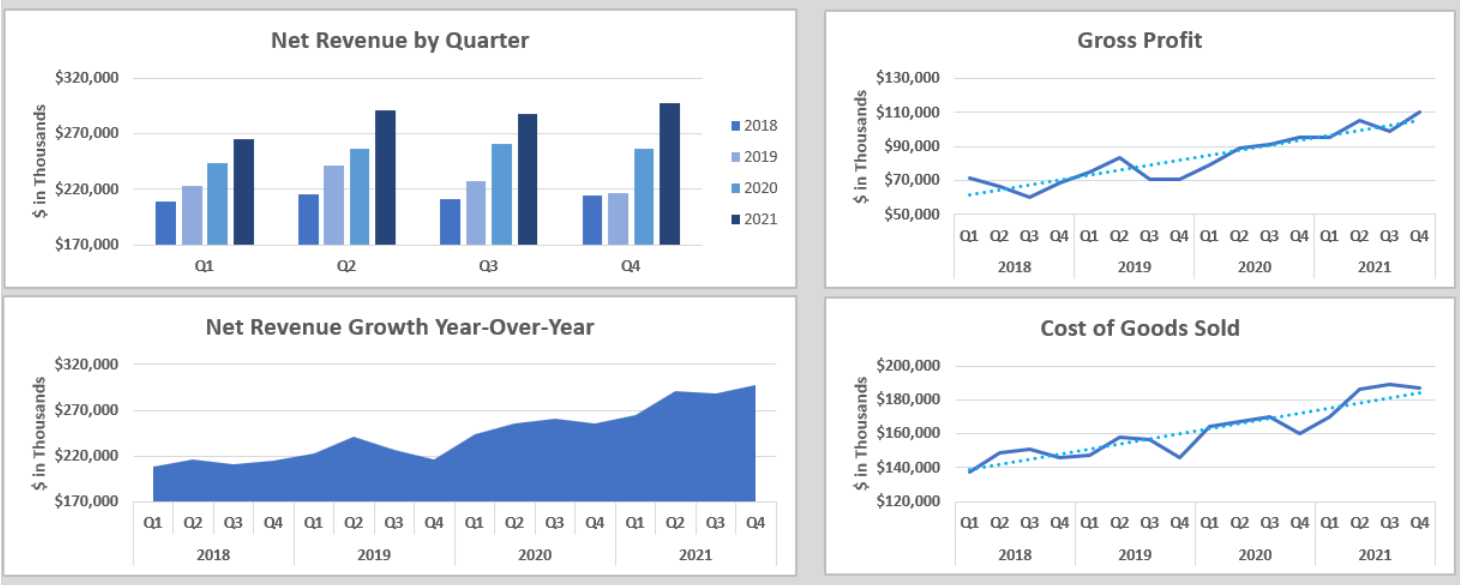 Net Revenue by Quarter
$ in Thousands
$320,000
$270,000
$220,000
$170,000
Q1 Q2 Q3 Q4
2018
2019
2020
2021
Gross Profit
$ in Thousands
$130,000
$110,000
$90,000
$70,000
$50,000
Q1 Q2 Q3 Q4 Q1 Q2 Q3 Q4 Q1 Q2 Q3 Q4 Q1 Q2 Q3 Q4
2018 2019 2020 2021
Net Revenue Growth Year-Over-Year
$ in Thousands
$320,000
$270,000
$220,000
$170,000
Q1 Q2 Q3 Q4 Q1 Q2 Q3 Q4 Q1 Q2 Q3 Q4 Q1 Q2 Q3 Q4
2018 2019 2020 2021
Cost of Goods Sold
$ in Thousands
$200,000
$180,000
$160,000
$140,000
$120,000
Q1 Q2 Q3 Q4 Q1 Q2 Q3 Q4 Q1 Q2 Q3 Q4 Q1 Q2 Q3 Q4
2018 2019 2020 2021